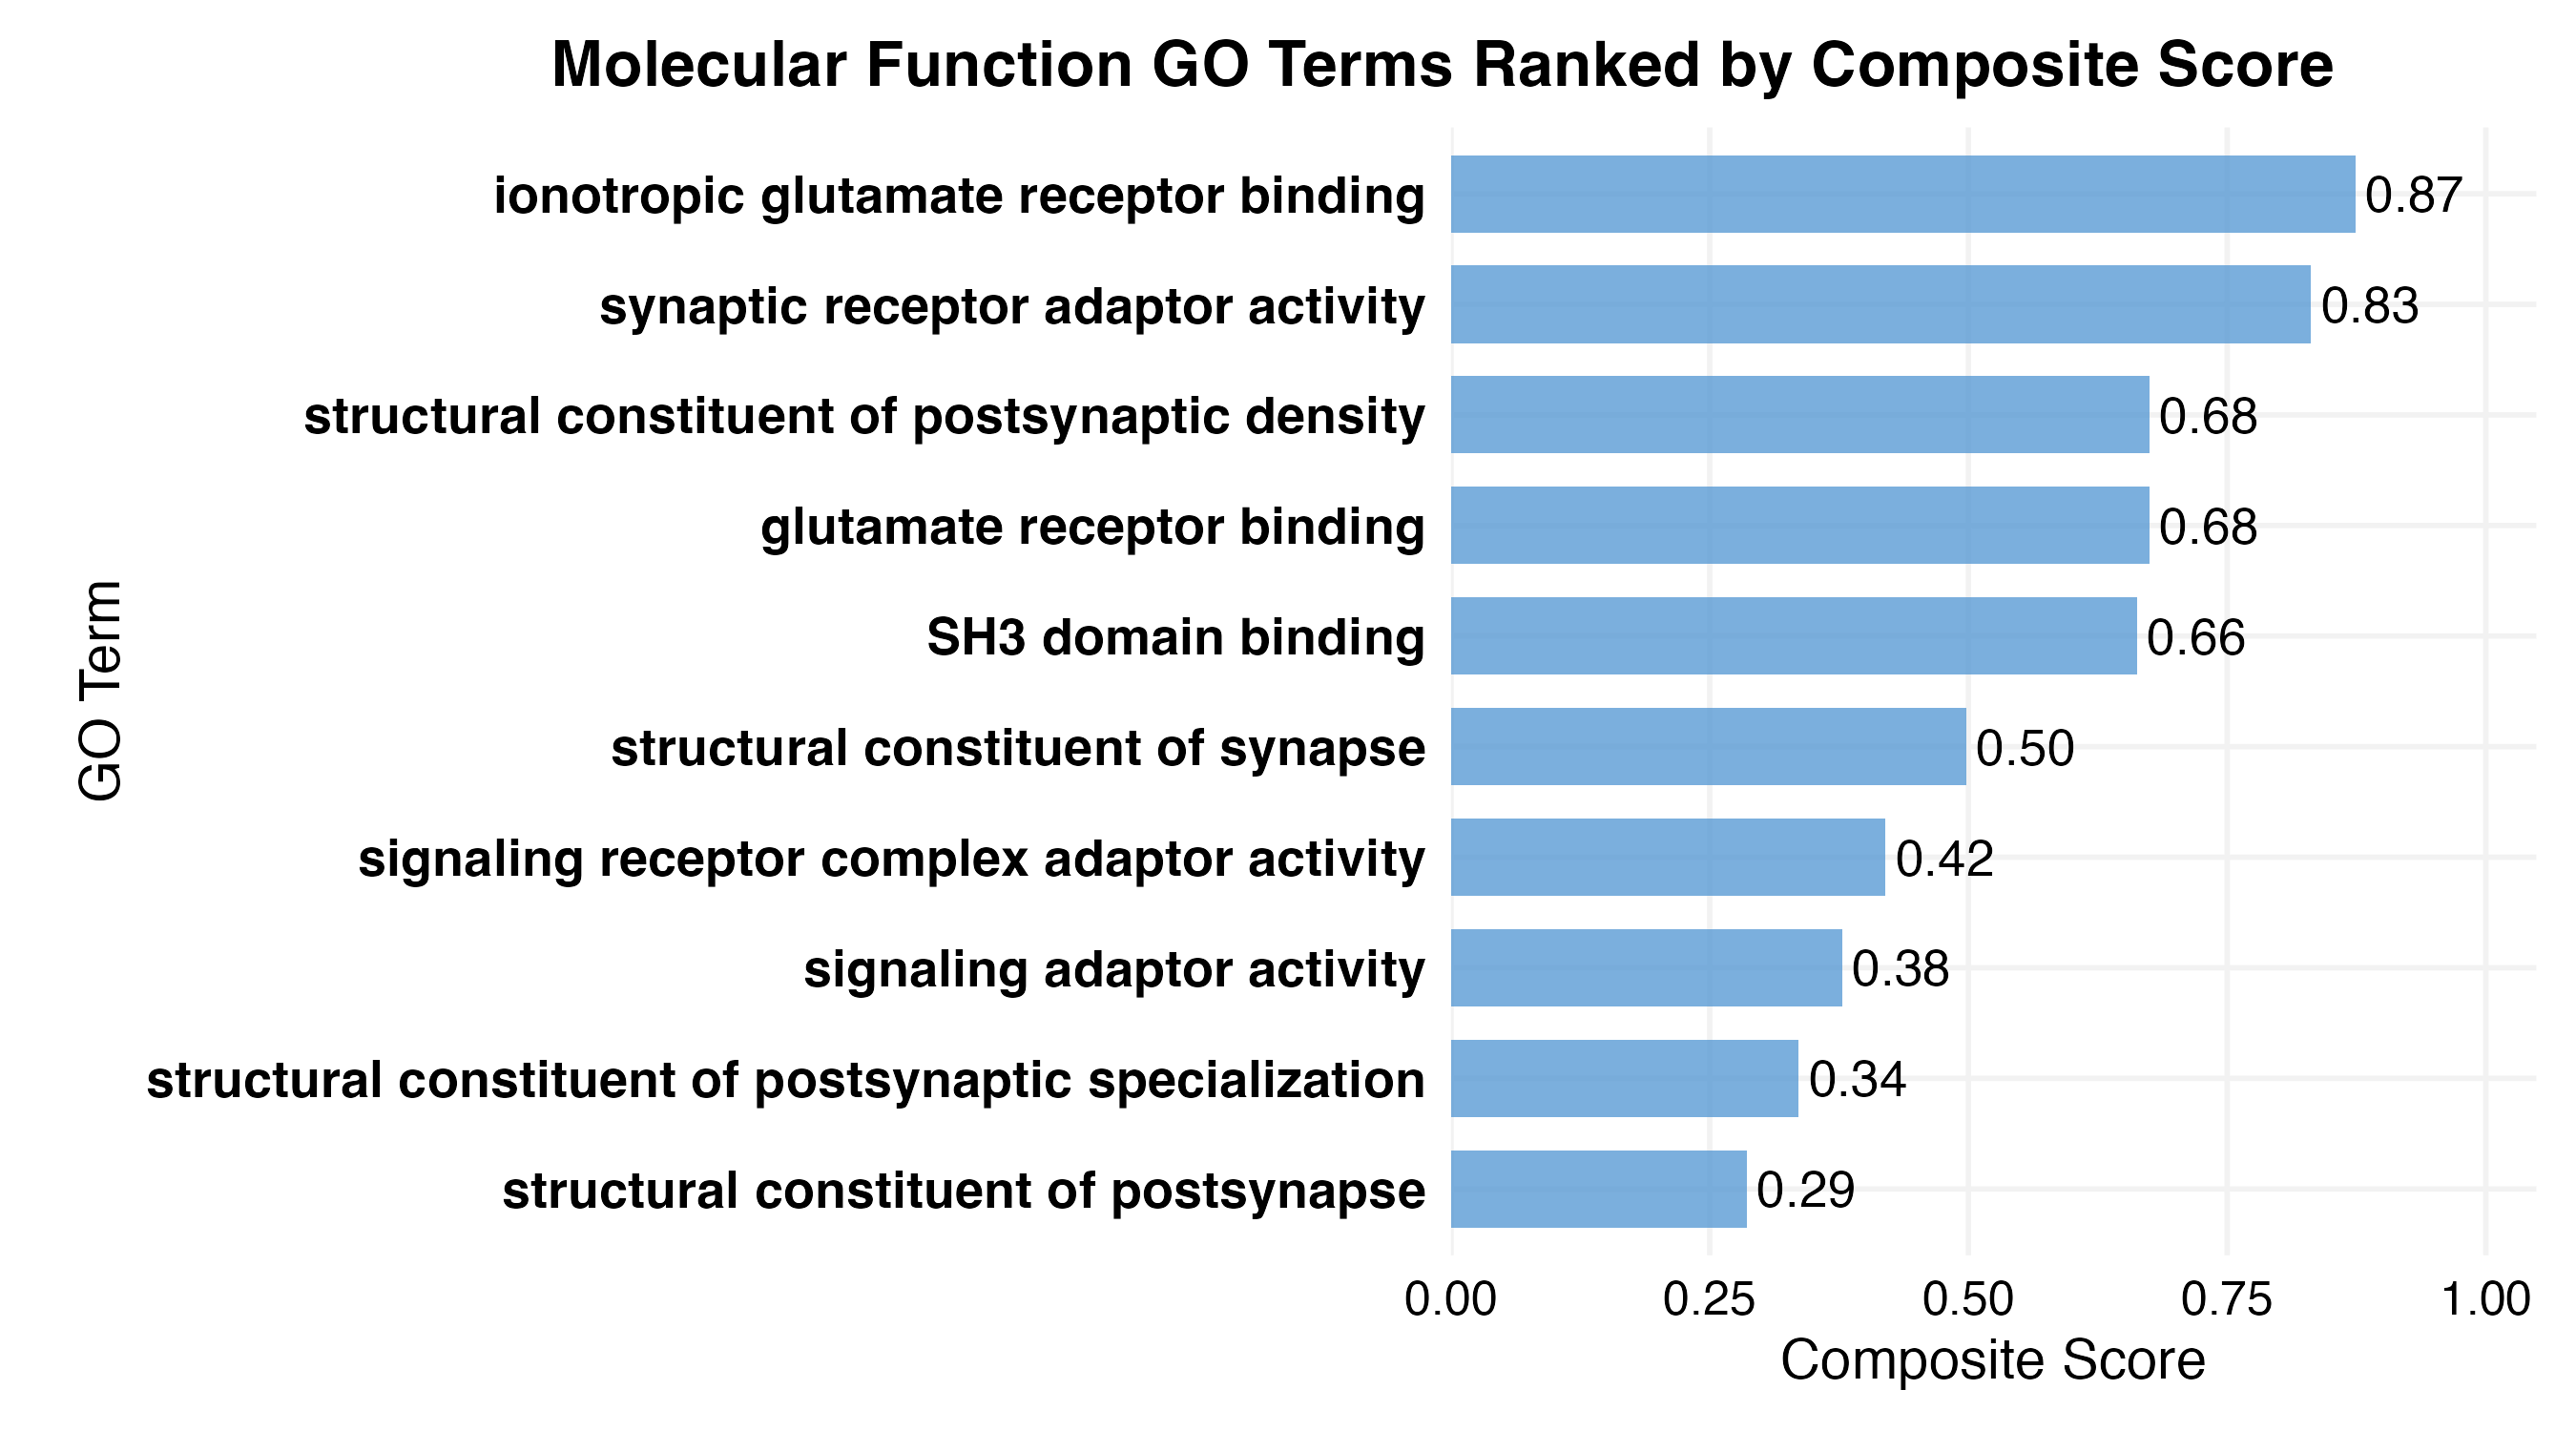 Molecular Function GO Terms Ranked by Composite Score
GO Term
ionotropic glutamate receptor binding 0.87
synaptic receptor adaptor activity 0.83
structural constituent of postsynaptic density 0.68
glutamate receptor binding 0.68
SH3 domain binding 0.66
structural constituent of synapse 0.50
signaling receptor complex adaptor activity 0.42
signaling adaptor activity 0.38
structural constituent of postsynaptic specialization 0.34
structural constituent of postsynapse 0.29
0.00 0.25 0.50 0.75 1.00
Composite Score